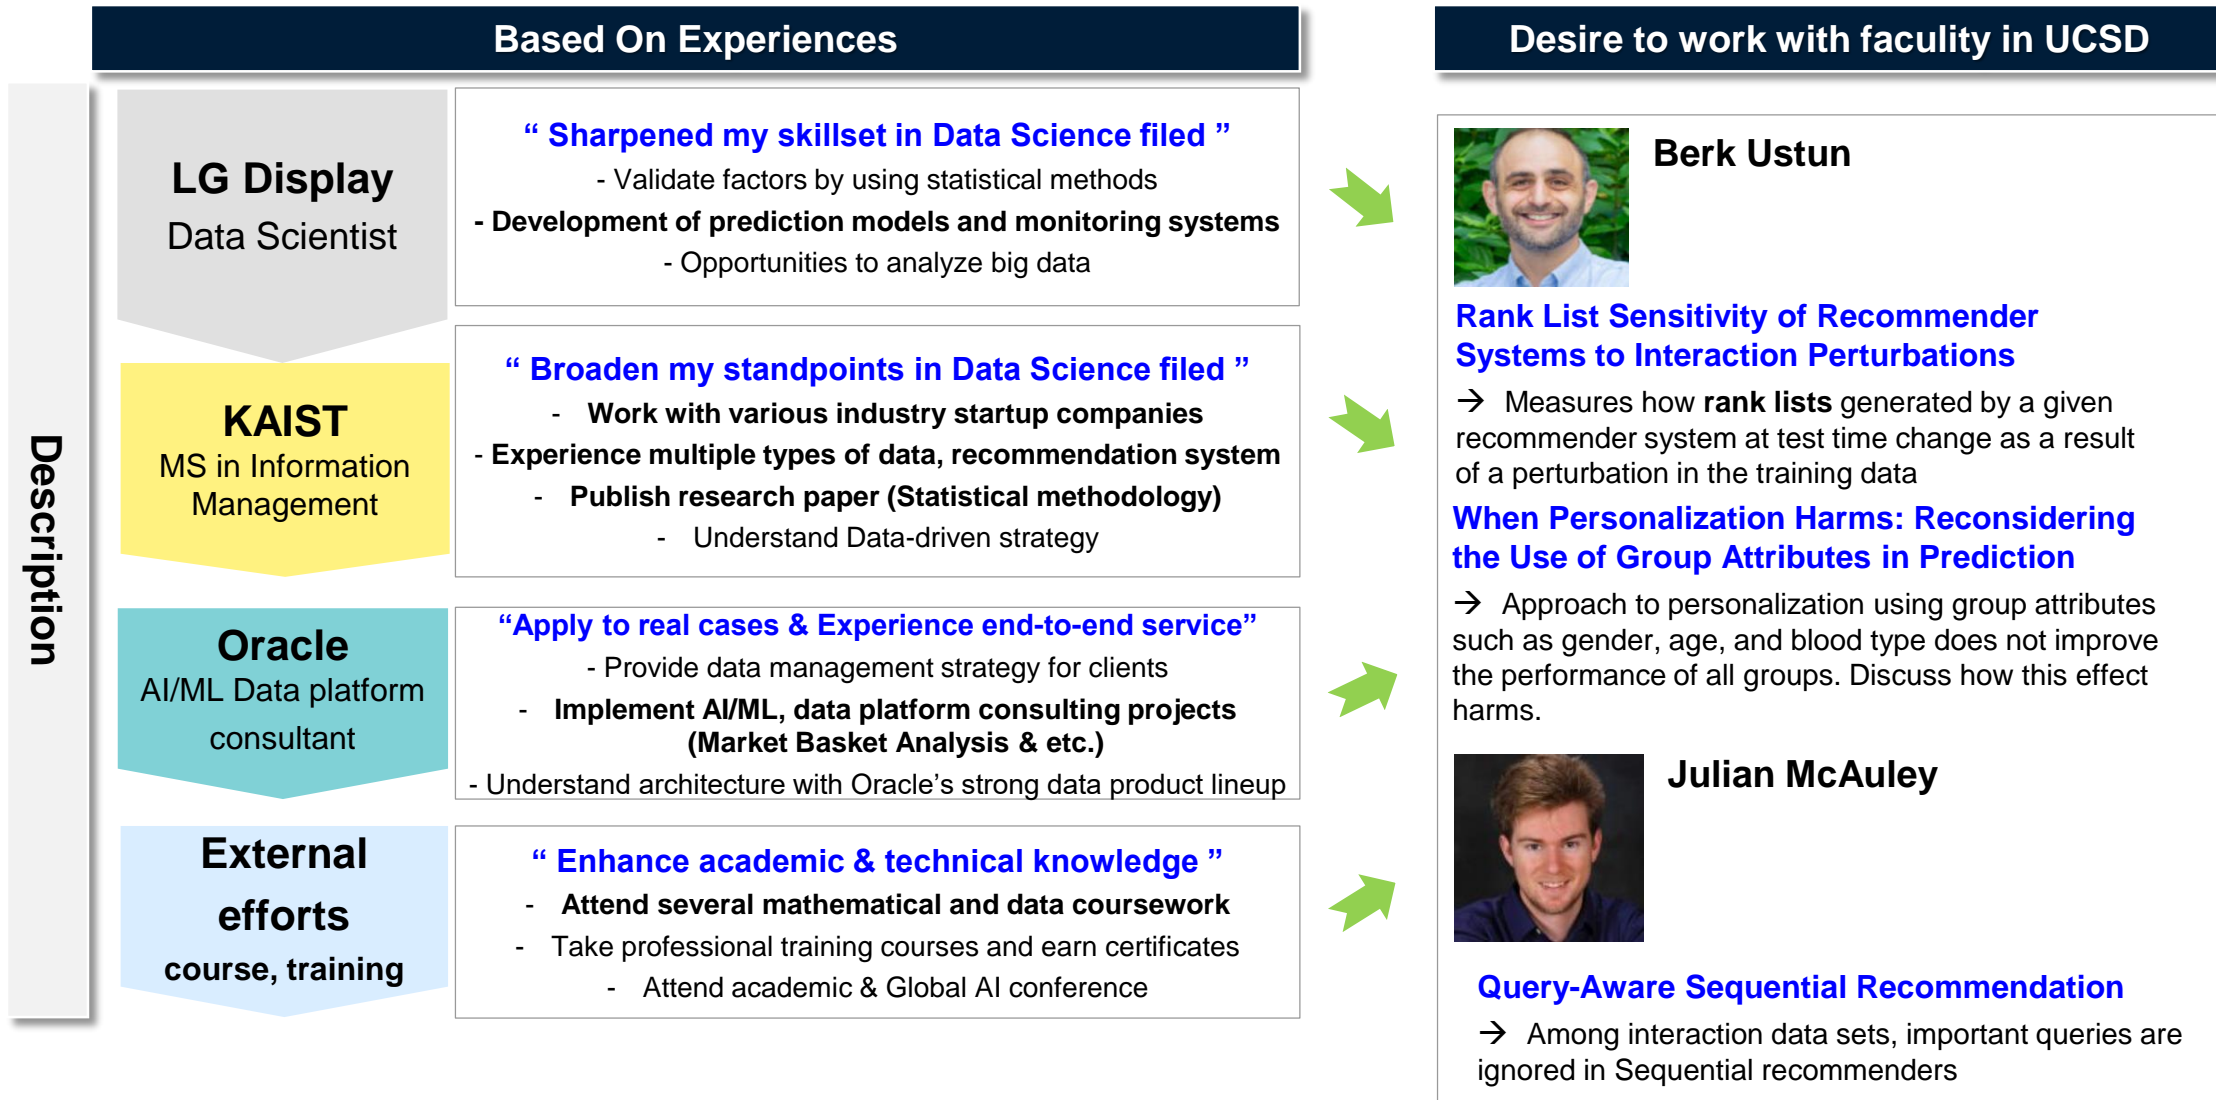 Based On Experiences
Desire to work with faculity in UCSD
Description
LG Display
Data Scientist
“ Sharpened my skillset in Data Science filed ”
- Validate factors by using statistical methods
- Development of prediction models and monitoring systems
- Opportunities to analyze big data
KAIST
MS in Information
Management
“ Broaden my standpoints in Data Science filed ”
- Work with various industry startup companies
- Experience multiple types of data, recommendation system
- Publish research paper (Statistical methodology)
- Understand Data-driven strategy
Oracle
AI/ML Data platform
consultant
“Apply to real cases & Experience end-to-end service”
- Provide data management strategy for clients
- Implement AI/ML, data platform consulting projects
(Market Basket Analysis & etc.)
- Understand architecture with Oracle’s strong data product lineup
External
efforts
course, training
“ Enhance academic & technical knowledge ”
- Attend several mathematical and data coursework
- Take professional training courses and earn certificates
- Attend academic & Global AI conference
Berk Ustun
Rank List Sensitivity of Recommender
Systems to Interaction Perturbations
→ Measures how rank lists generated by a given
recommender system at test time change as a result
of a perturbation in the training data
When Personalization Harms: Reconsidering
the Use of Group Attributes in Prediction
→ Approach to personalization using group attributes
such as gender, age, and blood type does not improve
the performance of all groups. Discuss how this effect
harms.
Julian McAuley
Query-Aware Sequential Recommendation
→ Among interaction data sets, important queries are
ignored in Sequential recommenders